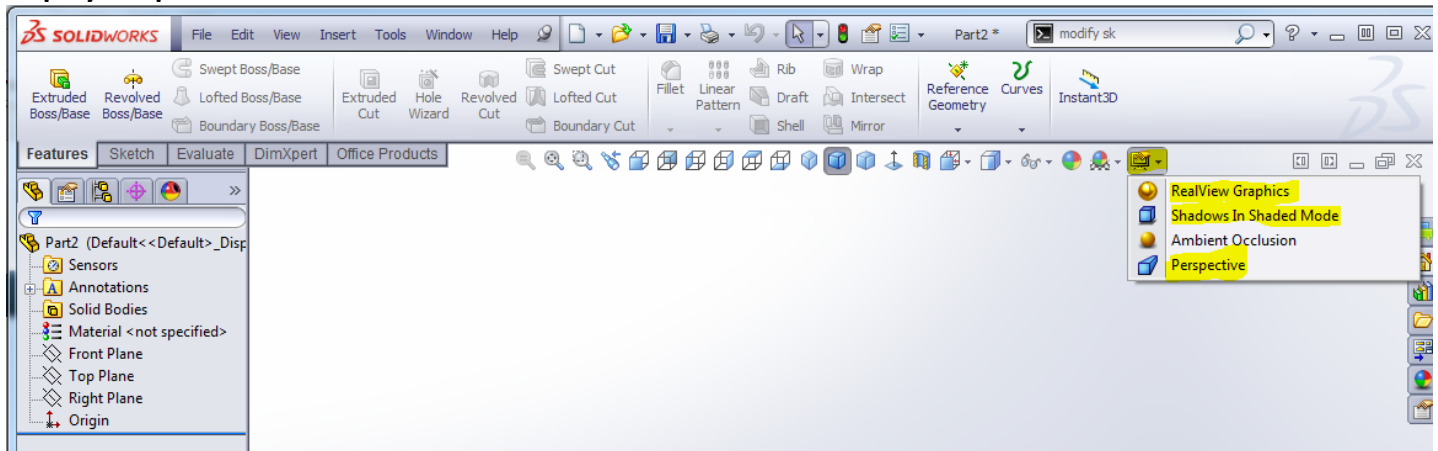 SOLIDWORKS File Edit View Insert Tools Window Help Part2 * modify sk
Extruded Boss/Base
Revolved Boss/Base
Swept Boss/Base
Lofted Boss/Base
Boundary Boss/Base
Extruded Cut
Hole Wizard
Revolved Cut
Swept Cut
Lofted Cut
Boundary Cut
Fillet
Linear Pattern
Rib
Draft
Shell
Wrap
Intersect
Mirror
Reference Geometry
Curves
Instant3D
Features Sketch Evaluate DimXpert Office Products
RealView Graphics
Shadows In Shaded Mode
Ambient Occlusion
Perspective
Part2 (Default<<Default>_Disp
Sensors
Annotations
Solid Bodies
Material <not specified>
Front Plane
Top Plane
Right Plane
Origin